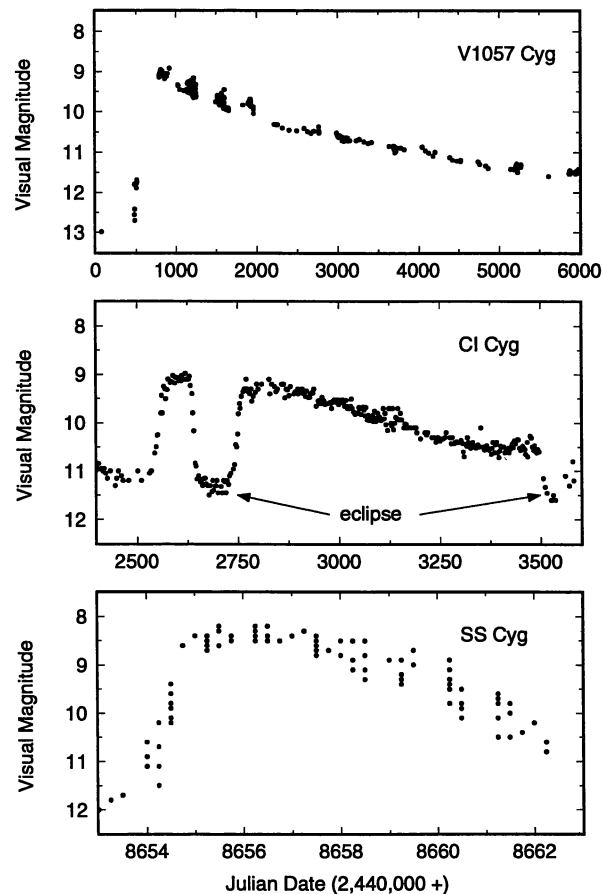 V1057 Cyg
Visual Magnitude
8
9
10
11
12
13
0 1000 2000 3000 4000 5000 6000
CI Cyg
Visual Magnitude
8
9
10
11
12
eclipse
2500 2750 3000 3250 3500
SS Cyg
Visual Magnitude
8
9
10
11
12
8654 8656 8658 8660 8662
Julian Date (2,440,000 +)